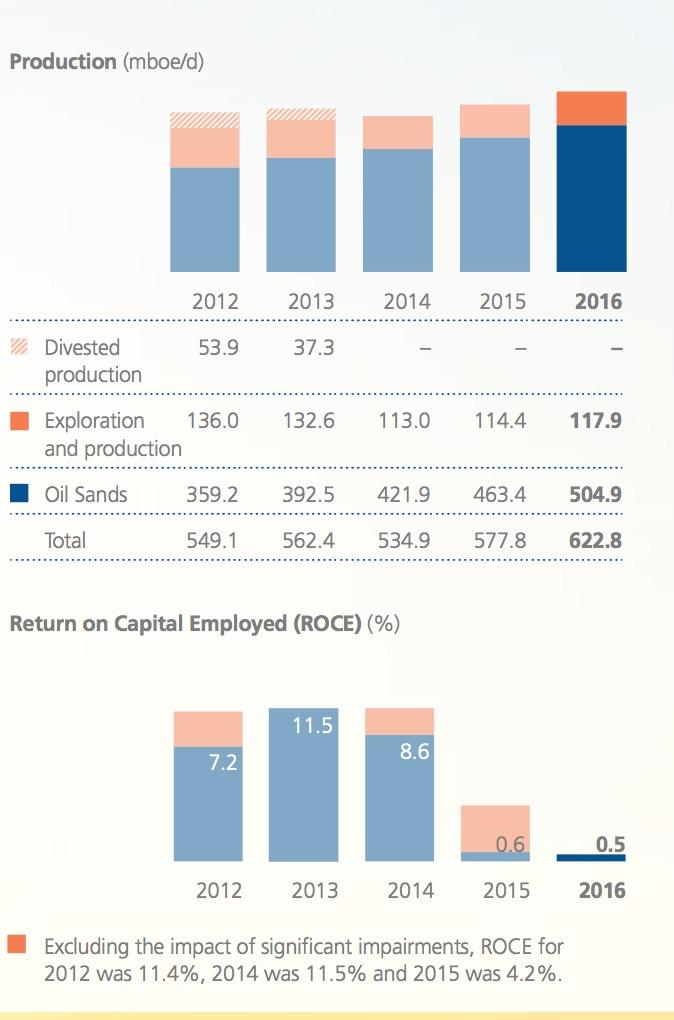 Production (mboe/d)
2012 2013 2014 2015 2016
Divested 53.9 37.3 – – –
production
Exploration 136.0 132.6 113.0 114.4 117.9
and production
Oil Sands 359.2 392.5 421.9 463.4 504.9
Total 549.1 562.4 534.9 577.8 622.8
Return on Capital Employed (ROCE) (%)
7.2 11.5 8.6 0.6 0.5
2012 2013 2014 2015 2016
Excluding the impact of significant impairments, ROCE for
2012 was 11.4%, 2014 was 11.5% and 2015 was 4.2%.